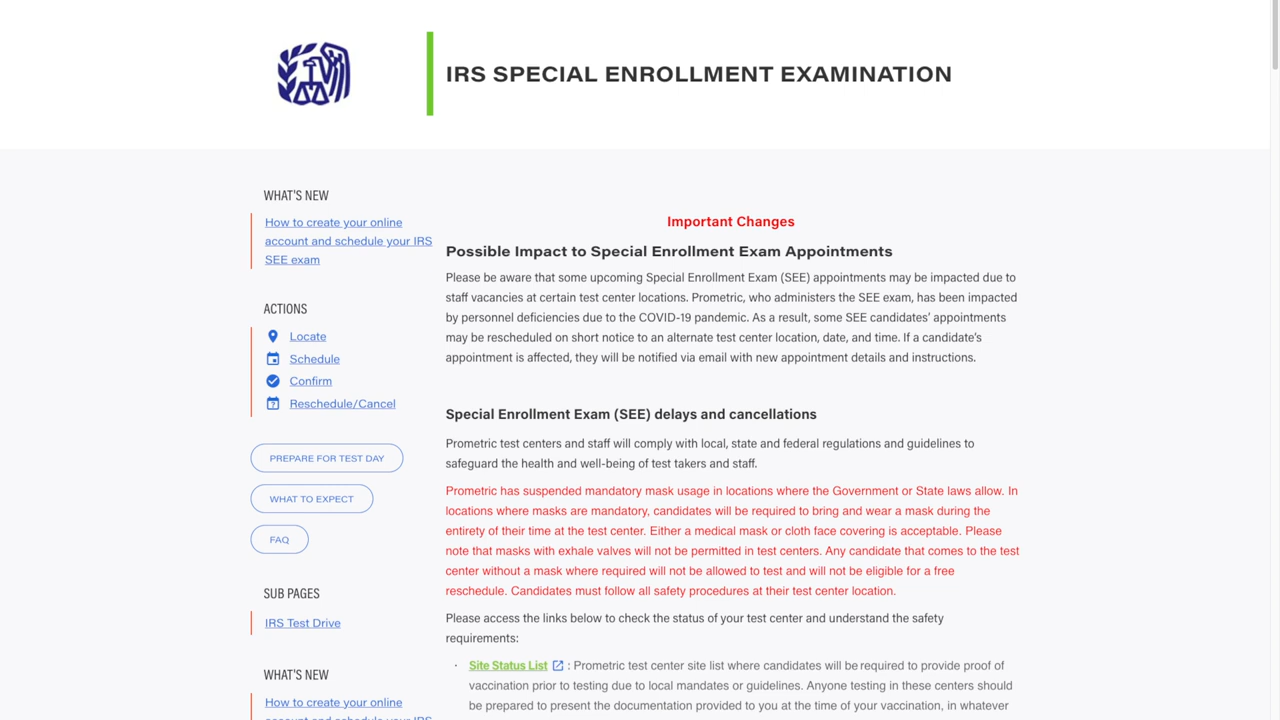 IRS SPECIAL ENROLLMENT EXAMINATION
WHAT'S NEW
How to create your online
account and schedule your IRS
SEE exam
ACTIONS
Locate
Schedule
Confirm
Reschedule/Cancel
PREPARE FOR TEST DAY
WHAT TO EXPECT
FAQ
SUB PAGES
IRS Test Drive
WHAT'S NEW
How to create your online
account and schedule your IRS
Important Changes
Possible Impact to Special Enrollment Exam Appointments
Please be aware that some upcoming Special Enrollment Exam (SEE) appointments may be impacted due to
staff vacancies at certain test center locations. Prometric, who administers the SEE exam, has been impacted
by personnel deficiencies due to the COVID-19 pandemic. As a result, some SEE candidates' appointments
may be rescheduled on short notice to an alternate test center location, date, and time. If a candidate's
appointment is affected, they will be notified via email with new appointment details and instructions.
Special Enrollment Exam (SEE) delays and cancellations
Prometric test centers and staff will comply with local, state and federal regulations and guidelines to
safeguard the health and well-being of test takers and staff.
Prometric has suspended mandatory mask usage in locations where the Government or State laws allow. In
locations where masks are mandatory, candidates will be required to bring and wear a mask during the
entirety of their time at the test center. Either a medical mask or cloth face covering is acceptable. Please
note that masks with exhale valves will not be permitted in test centers. Any candidate that comes to the test
center without a mask where required will not be allowed to test and will not be eligible for a free
reschedule. Candidates must follow all safety procedures at their test center location.
Please access the links below to check the status of your test center and understand the safety
requirements:
· Site Status List : Prometric test center site list where candidates will be required to provide proof of
vaccination prior to testing due to local mandates or guidelines. Anyone testing in these centers should
be prepared to present the documentation provided to you at the time of your vaccination, in whatever